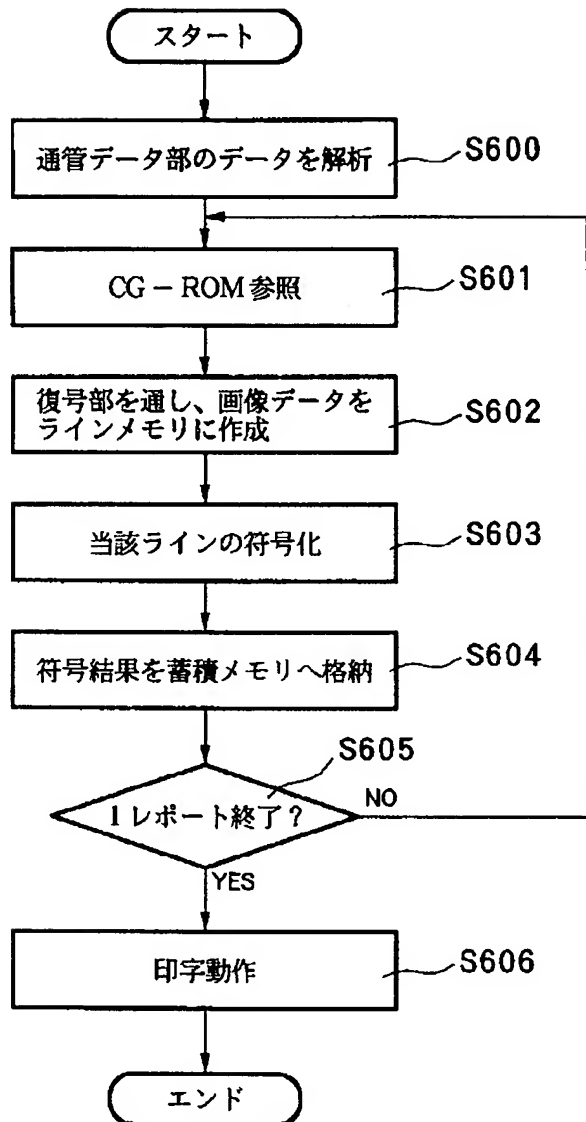 スタート
通管データ部のデータを解析
S600
CG-ROM参照
S601
復号部を通し、画像データを
ラインメモリに作成
S602
当該ラインの符号化
S603
符号結果を蓄積メモリへ格納
S604
S605
1レポート終了?
NO
YES
印字動作
S606
エンド